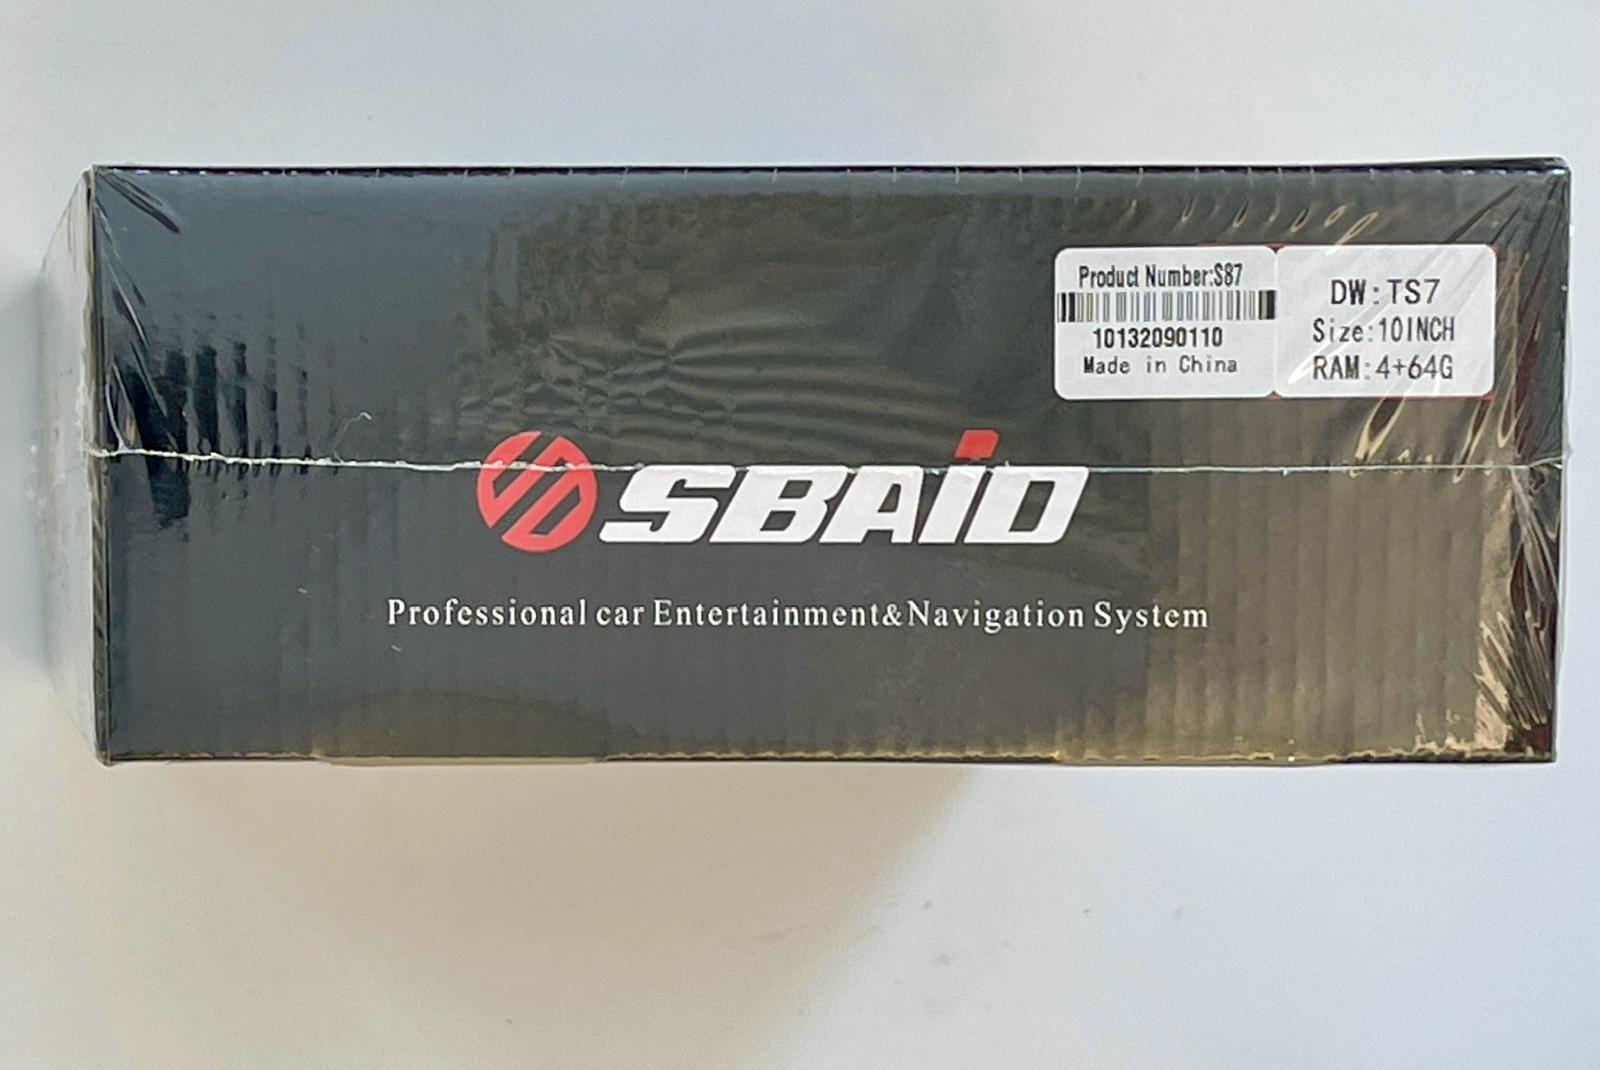 Product Number:S87
10132090110
Made in China
DW:TS7
Size:10INCH
RAM:4+64G
SBAID
Professional car Entertainment&Navigation System